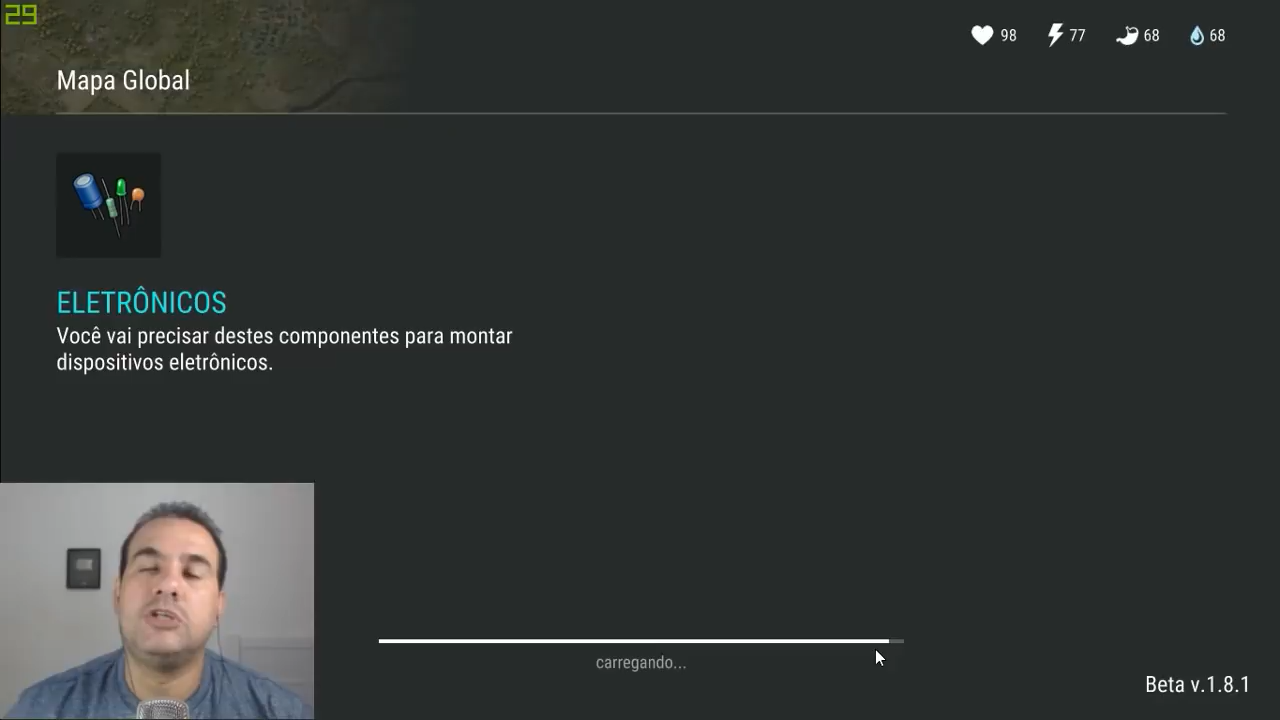 29
98
77
68
68
Mapa Global
ELETRÔNICOS
Você vai precisar destes componentes para montar
dispositivos eletrônicos.
carregando...
Beta v.1.8.1